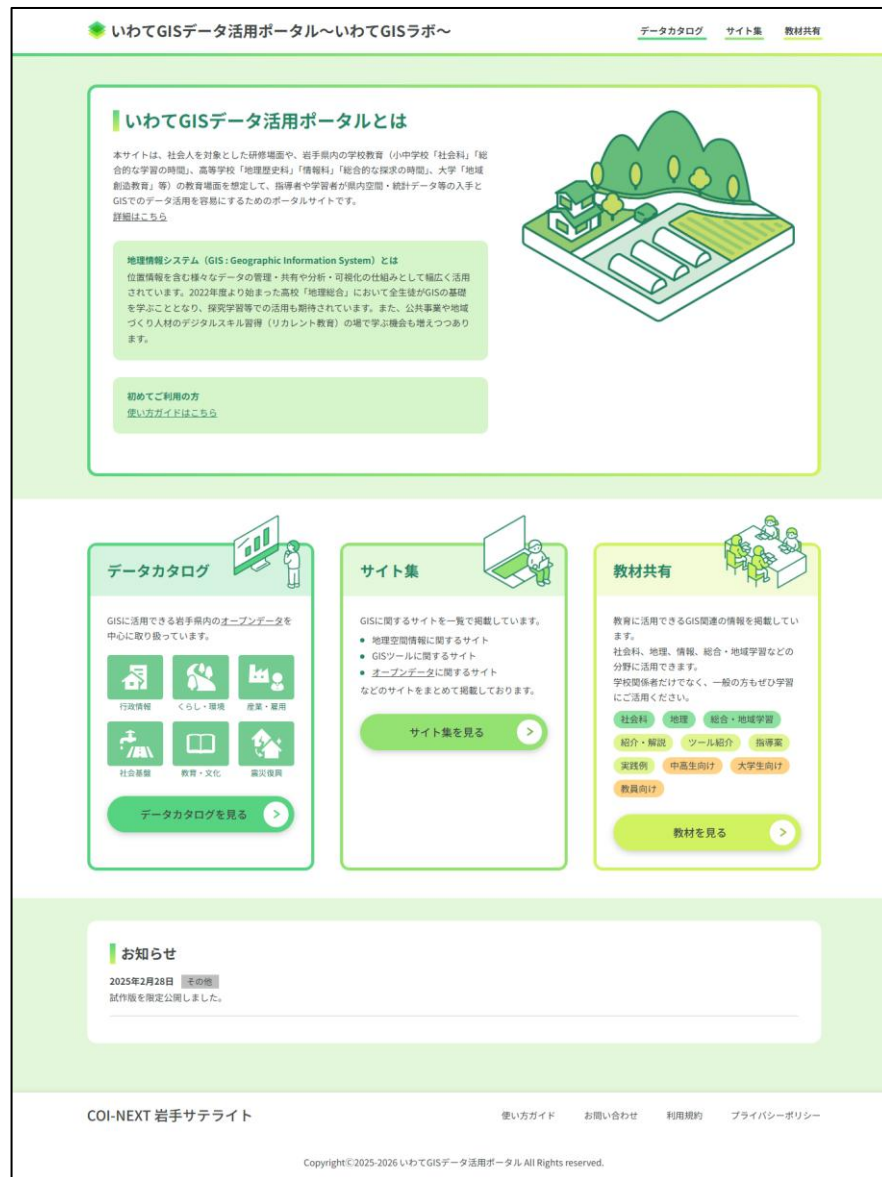 いわてGISデータ活用ポータル～いわてGISラボ～
データカタログ
サイト集
教材共有
いわてGISデータ活用ポータルとは
本サイトは、社会人を対象とした研修場面や、岩手県内の学校教育（小中学校「社会科」「総
合的な学習の時間」、高等学校「地理歴史科」「情報科」「総合的な探求の時間」、大学「地域
創造教育」等）の教育場面を想定して、指導者や学習者が県内空間・統計データ等の入手と
GISでのデータ活用を容易にするためのポータルサイトです。
詳細はこちら
地理情報システム（GIS : Geographic Information System）とは
位置情報を含む様々なデータの管理・共有や分析・可視化の仕組みとして幅広く活用
されています。2022年度より始まった高校「地理総合」において全生徒がGISの基礎
を学ぶこととなり、探究学習等での活用も期待されています。また、公共事業や地域
づくり人材のデジタルスキル習得（リカレント教育）の場で学ぶ機会も増えつつあり
ます。
初めてご利用の方
使い方ガイドはこちら
データカタログ
GISに活用できる岩手県内のオープンデータを
中心に取り扱っています。
行政情報
くらし・環境
産業・雇用
社会基盤
教育・文化
震災復興
データカタログを見る
サイト集
GISに関するサイトを一覧で掲載しています。
地理空間情報に関するサイト
GISツールに関するサイト
オープンデータに関するサイト
などのサイトをまとめて掲載しております。
サイト集を見る
教材共有
教育に活用できるGIS関連の情報を掲載してい
ます。
社会科、地理、情報、総合・地域学習などの
分野に活用できます。
学校関係者だけでなく、一般の方もぜひ学習
にご活用ください。
社会科 地理 総合・地域学習
紹介・解説 ツール紹介 指導案
実践例 中高生向け 大学生向け
教員向け
教材を見る
お知らせ
2025年2月28日 その他
試作版を限定公開しました。
COI-NEXT 岩手サテライト
使い方ガイド
お問い合わせ
利用規約
プライバシーポリシー
Copyright©2025-2026 いわてGISデータ活用ポータル All Rights reserved.